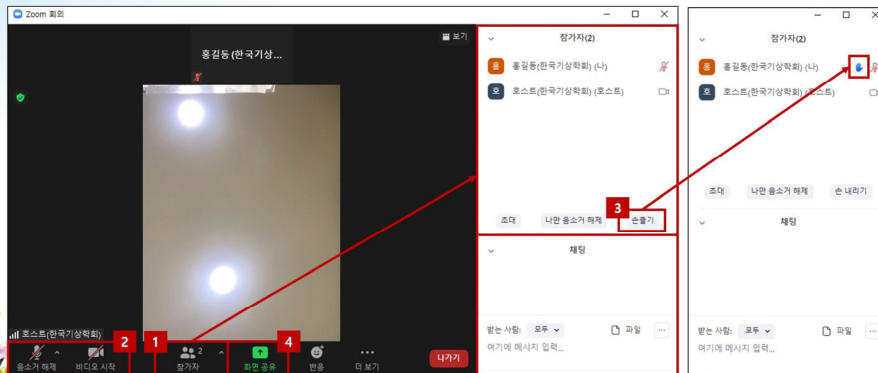 Zoom 회의
보기
홍길동 (한국기상...
호스트(한국기상학회)
음소거 해제
비디오 시작
2
1
2
참가자
4
화면 공유
반응
더 보기
나가기
참가자(2)
홍 홍길동(한국기상학회) (나)
호 호스트(한국기상학회) (호스트)
3
초대 나만 음소거 해제 손들기
채팅
받는 사람: 모두 파일 ...
여기에 메시지 입력...
참가자(2)
홍 홍길동(한국기상학회) (나)
호 호스트(한국기상학회) (호스트)
초대 나만 음소거 해제 손 내리기
채팅
받는 사람: 모두 파일 ...
여기에 메시지 입력...